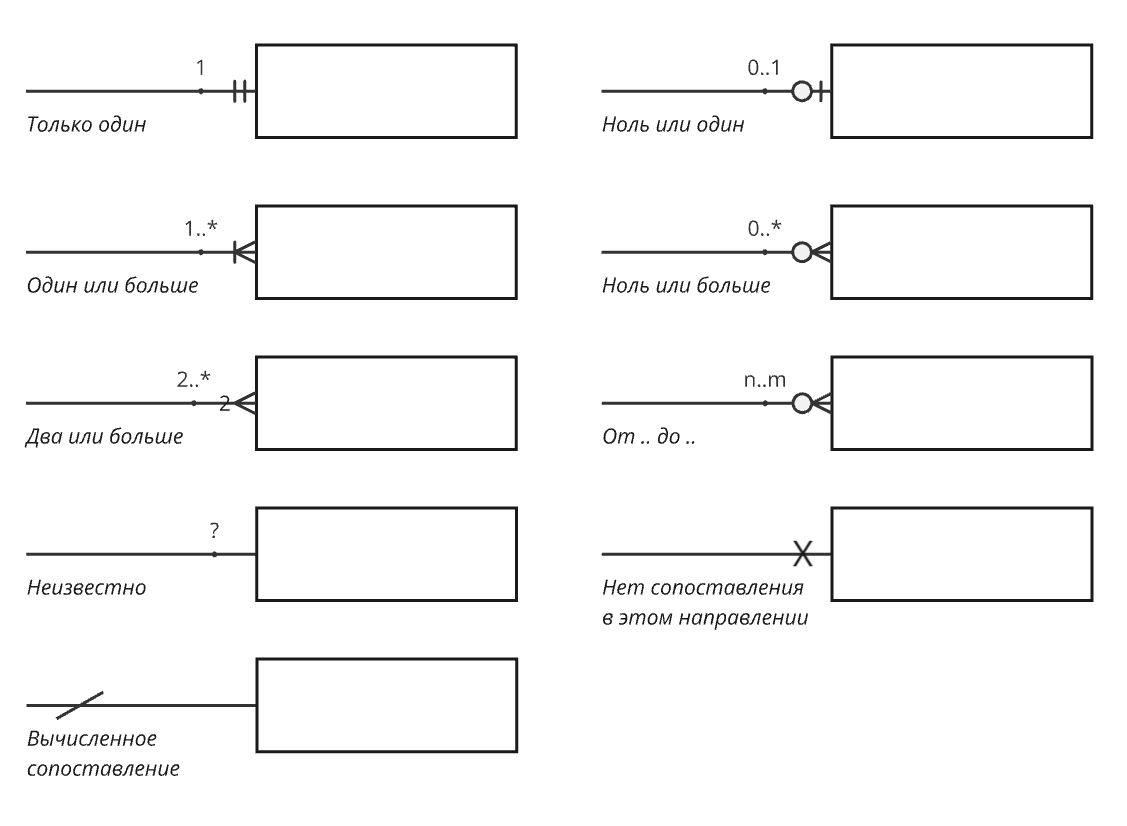 1
Только один
0..1
Ноль или один
1..*
Один или больше
0..*
Ноль или больше
2..*
2
Два или больше
n..m
От .. до ..
?
Неизвестно
X
Нет сопоставления
в этом направлении
Вычисленное
сопоставление